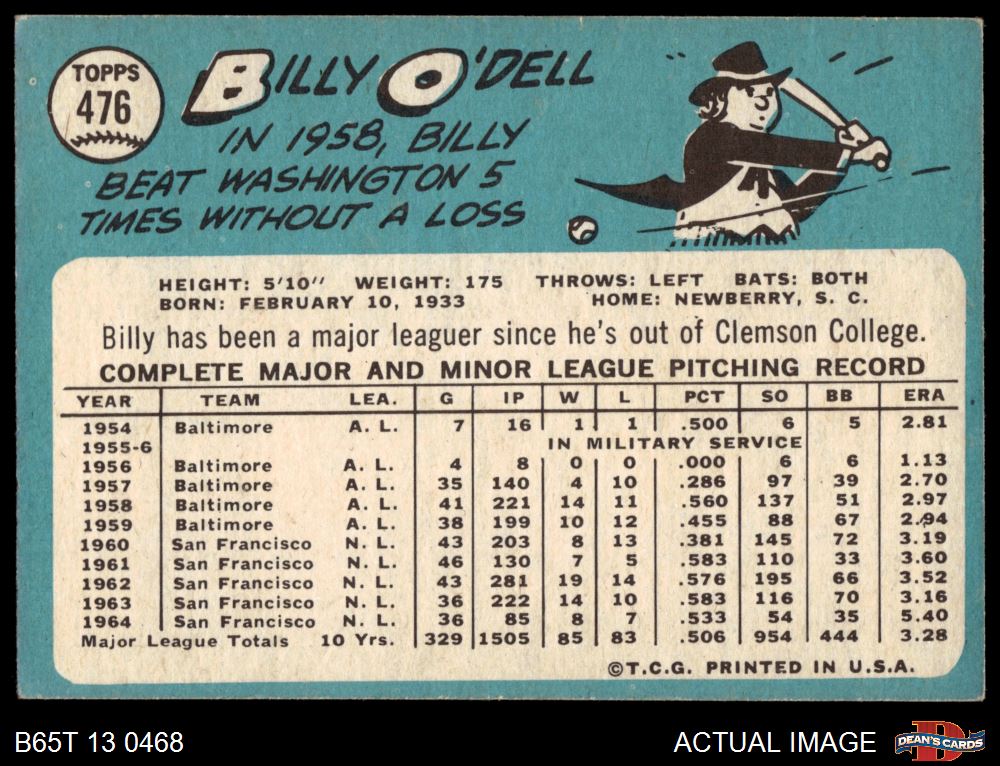 TOPPS
476
BILLY O'DELL
IN 1958, BILLY
BEAT WASHINGTON 5
TIMES WITHOUT A LOSS
HEIGHT: 5'10" WEIGHT: 175 THROWS: LEFT BATS: BOTH
BORN: FEBRUARY 10, 1933 HOME: NEWBERRY, S. C.
Billy has been a major leaguer since he's out of Clemson College.
COMPLETE MAJOR AND MINOR LEAGUE PITCHING RECORD
YEAR TEAM LEA. G IP W L PCT SO BB ERA
1954 Baltimore A. L. 7 16 1 1 .500 6 5 2.81
1955-6 IN MILITARY SERVICE
1956 Baltimore A. L. 4 8 0 0 .000 6 6 1.13
1957 Baltimore A. L. 35 140 4 10 .286 97 39 2.70
1958 Baltimore A. L. 41 221 14 11 .560 137 51 2.97
1959 Baltimore A. L. 38 199 10 12 .455 88 67 2.94
1960 San Francisco N. L. 43 203 8 13 .381 145 72 3.19
1961 San Francisco N. L. 46 130 7 5 .583 110 33 3.60
1962 San Francisco N. L. 43 281 19 14 .576 195 66 3.52
1963 San Francisco N. L. 36 222 14 10 .583 116 70 3.16
1964 San Francisco N. L. 36 85 8 7 .533 54 35 5.40
Major League Totals 10 Yrs. 329 1505 85 83 .506 954 444 3.28
©T.C.G. PRINTED IN U.S.A.
B65T 13 0468
ACTUAL IMAGE
DEAN'S CARDS